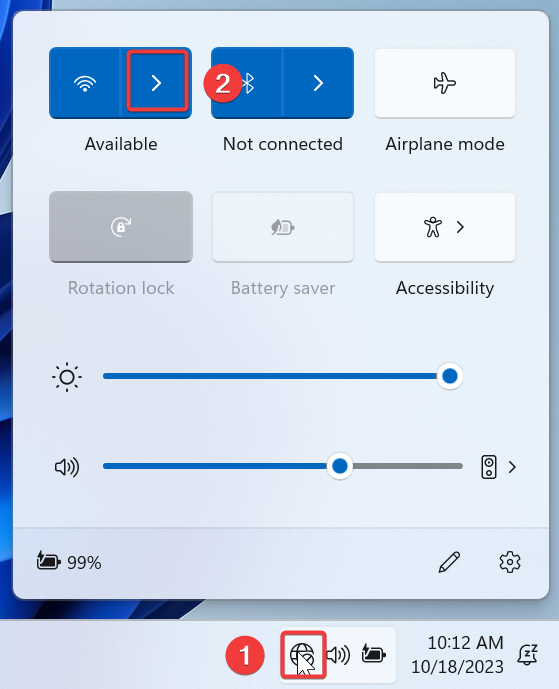 2
Available
Not connected
Airplane mode
Rotation lock
Battery saver
Accessibility
99%
1
10:12 AM
10/18/2023